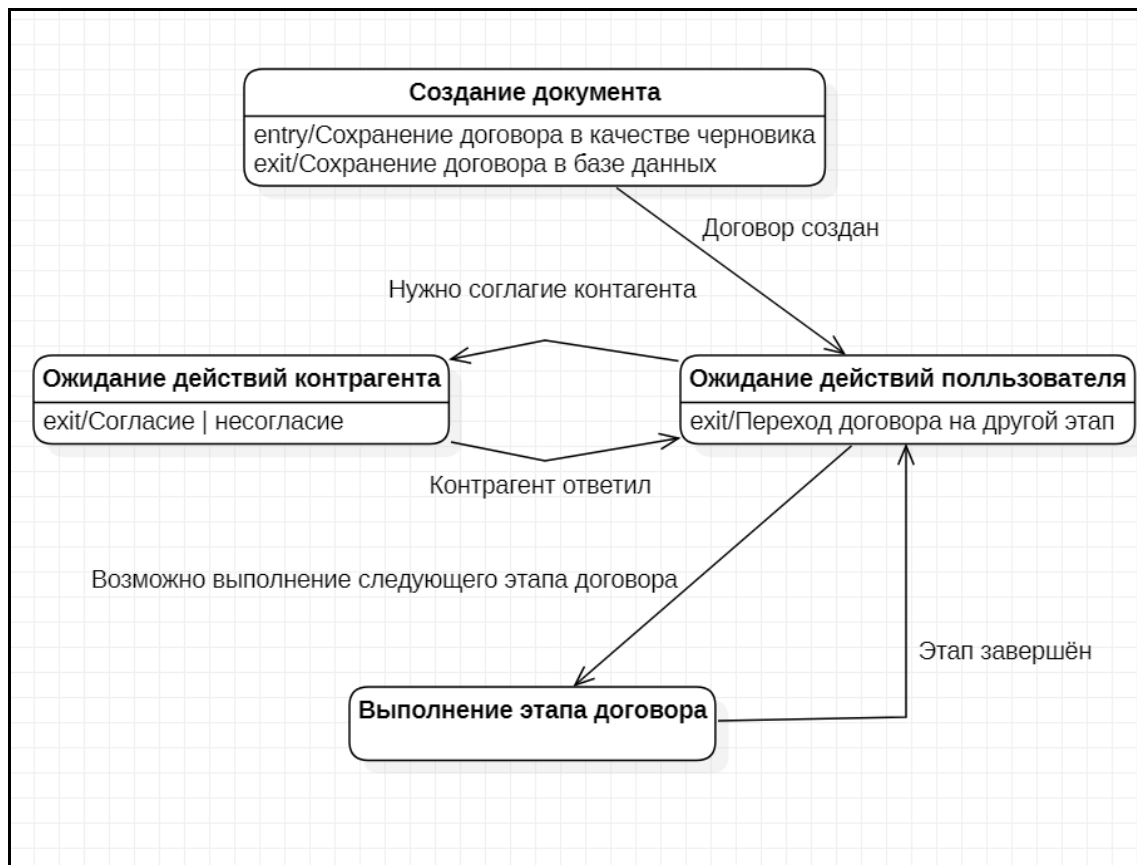 Создание документа
entry/Сохранение договора в качестве черновика
exit/Сохранение договора в базе данных
Договор создан
Нужно соглагие контагента
Ожидание действий контрагента
exit/Согласие | несогласие
Ожидание действий полльзователя
exit/Переход договора на другой этап
Контрагент ответил
Возможно выполнение следующего этапа договора
Этап завершён
Выполнение этапа договора